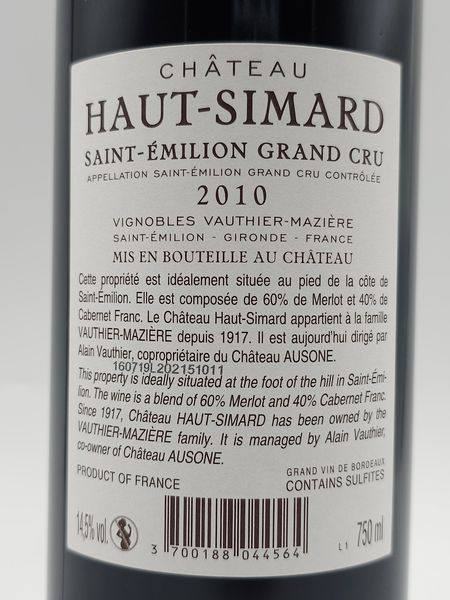 CHÂTEAU
HAUT-SIMARD
SAINT-ÉMILION GRAND CRU
APPELLATION SAINT-ÉMILION GRAND CRU CONTRÔLÉE
2010
VIGNOBLES VAUTHIER-MAZIÈRE
SAINT-ÉMILION - GIRONDE - FRANCE
MIS EN BOUTEILLE AU CHÂTEAU
Cette propriété est idéalement située au pied de la côte de
Saint-Émilion. Elle est composée de 60% de Merlot et 40% de
Cabernet Franc. Le Château Haut-Simard appartient à la famille
VAUTHIER-MAZIÈRE depuis 1917. Il est aujourd'hui dirigé par
Alain Vauthier, copropriétaire du Château AUSONE.
160719L202151011
This property is ideally situated at the foot of the hill in Saint-Émi-
lion. The wine is a blend of 60% Merlot and 40% Cabernet Franc.
Since 1917, Château HAUT-SIMARD has been owned by the
VAUTHIER-MAZIÈRE family. It is managed by Alain Vauthier,
co-owner of Château AUSONE.
PRODUCT OF FRANCE
GRAND VIN DE BORDEAUX
CONTAINS SULFITES
14,5% vol.
3 700188 044564
L1 750 ml